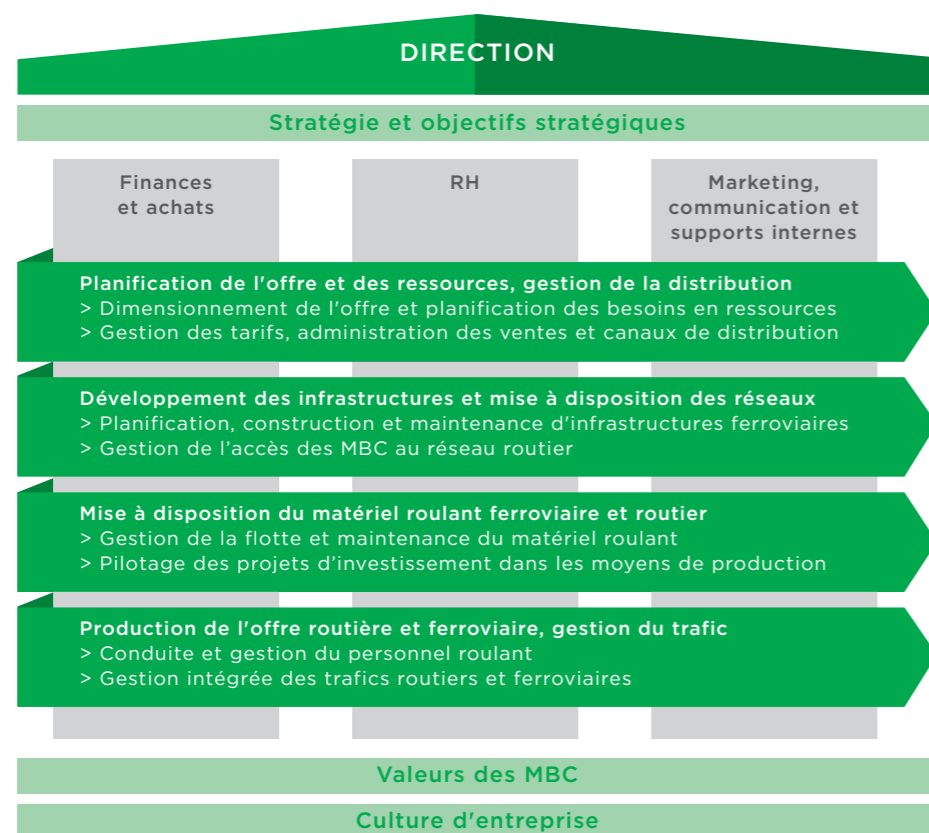 DIRECTION
Stratégie et objectifs stratégiques
Finances
et achats
RH
Marketing,
communication et
supports internes
Planification de l'offre et des ressources, gestion de la distribution
> Dimensionnement de l'offre et planification des besoins en ressources
> Gestion des tarifs, administration des ventes et canaux de distribution
Développement des infrastructures et mise à disposition des réseaux
> Planification, construction et maintenance d'infrastructures ferroviaires
> Gestion de l’accès des MBC au réseau routier
Mise à disposition du matériel roulant ferroviaire et routier
> Gestion de la flotte et maintenance du matériel roulant
> Pilotage des projets d’investissement dans les moyens de production
Production de l'offre routière et ferroviaire, gestion du trafic
> Conduite et gestion du personnel roulant
> Gestion intégrée des trafics routiers et ferroviaires
Valeurs des MBC
Culture d'entreprise